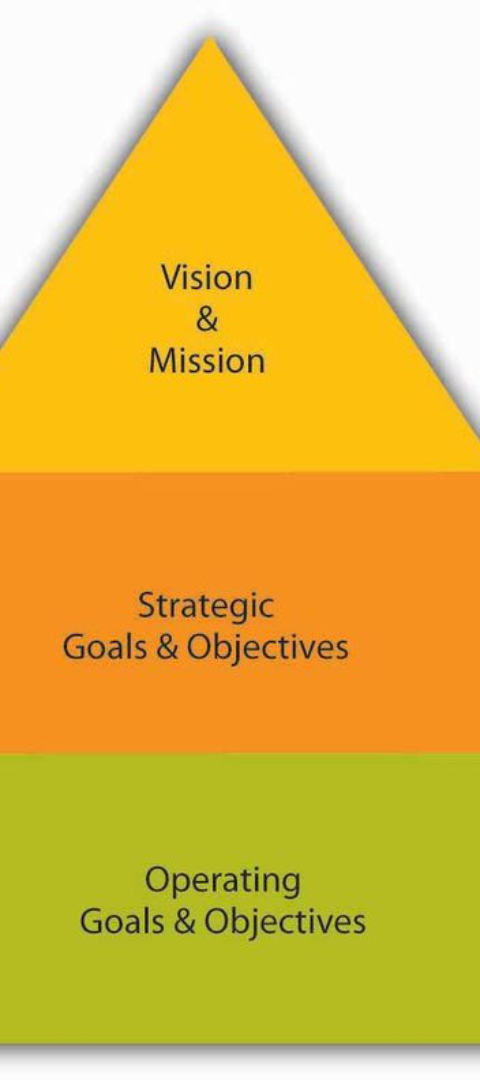 Vision
&
Mission
Strategic
Goals & Objectives
Operating
Goals & Objectives